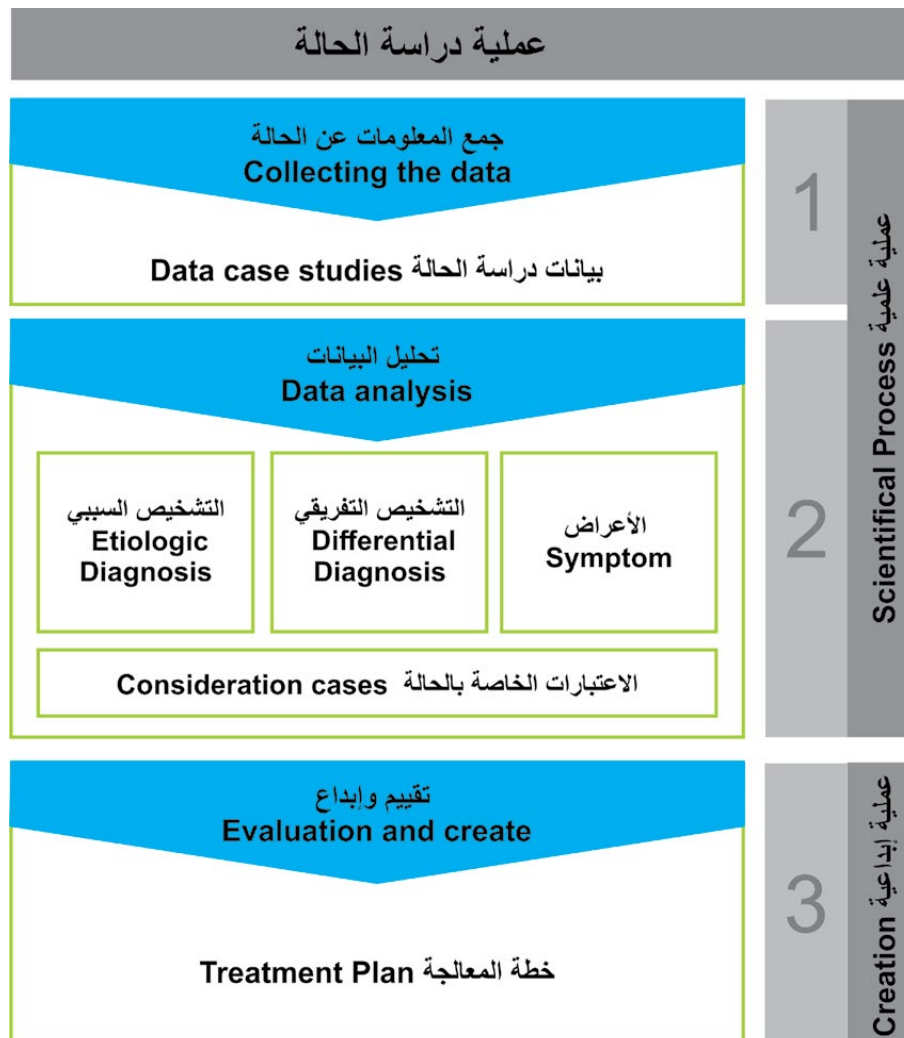 عملية دراسة الحالة
جمع المعلومات عن الحالة
Collecting the data
بيانات دراسة الحالة Data case studies
1
تحليل البيانات
Data analysis
الأعراض
Symptom
التشخيص التفريقي
Differential
Diagnosis
التشخيص السببي
Etiologic
Diagnosis
الاعتبارات الخاصة بالحالة Consideration cases
2
عملية علمية Scientifical Process
تقييم وإبداع
Evaluation and create
خطة المعالجة Treatment Plan
3
عملية إبداعية Creation